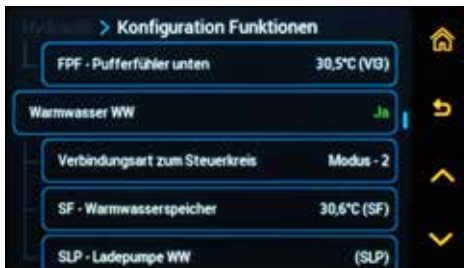 > Konfiguration Funktionen
FPF - Pufferfühler unten 30,5°C (VI3)
Warmwasser WW Ja
Verbindungsart zum Steuerkreis Modus - 2
SF - Warmwasserspeicher 30,6°C (SF)
SLP - Ladepumpe WW (SLP)